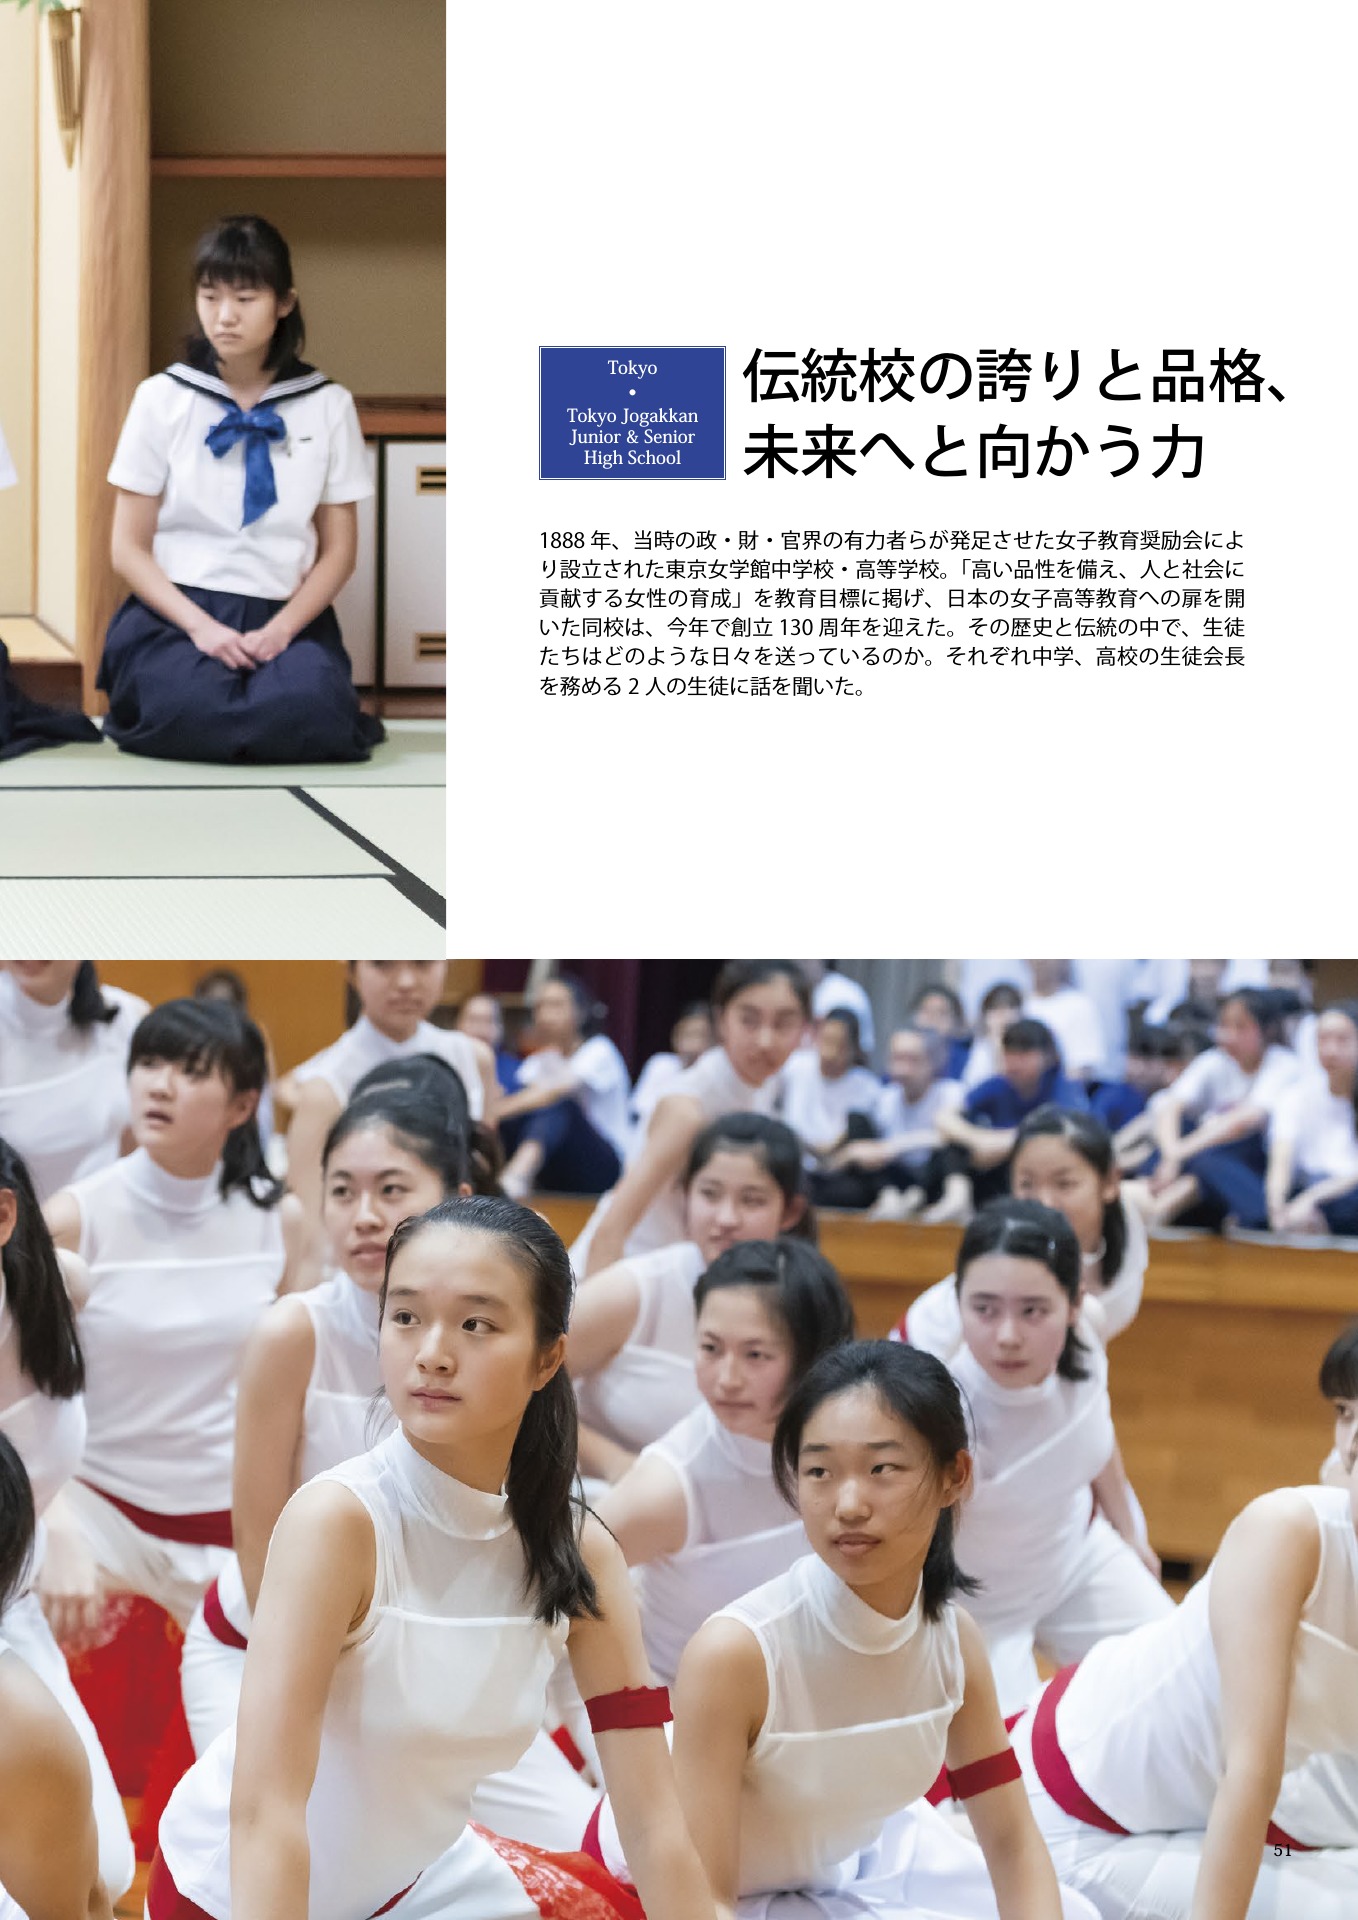 Tokyo
•
Tokyo Jogakkan
Junior & Senior
High School
伝統校の誇りと品格、
未来へと向かう力
1888 年、当時の政・財・官界の有力者らが発足させた女子教育奨励会によ
り設立された東京女学館中学校・高等学校。「高い品性を備え、人と社会に
貢献する女性の育成」を教育目標に掲げ、日本の女子高等教育への扉を開
いた同校は、今年で創立 130 周年を迎えた。その歴史と伝統の中で、生徒
たちはどのような日々を送っているのか。それぞれ中学、高校の生徒会長
を務める 2 人の生徒に話を聞いた。
51